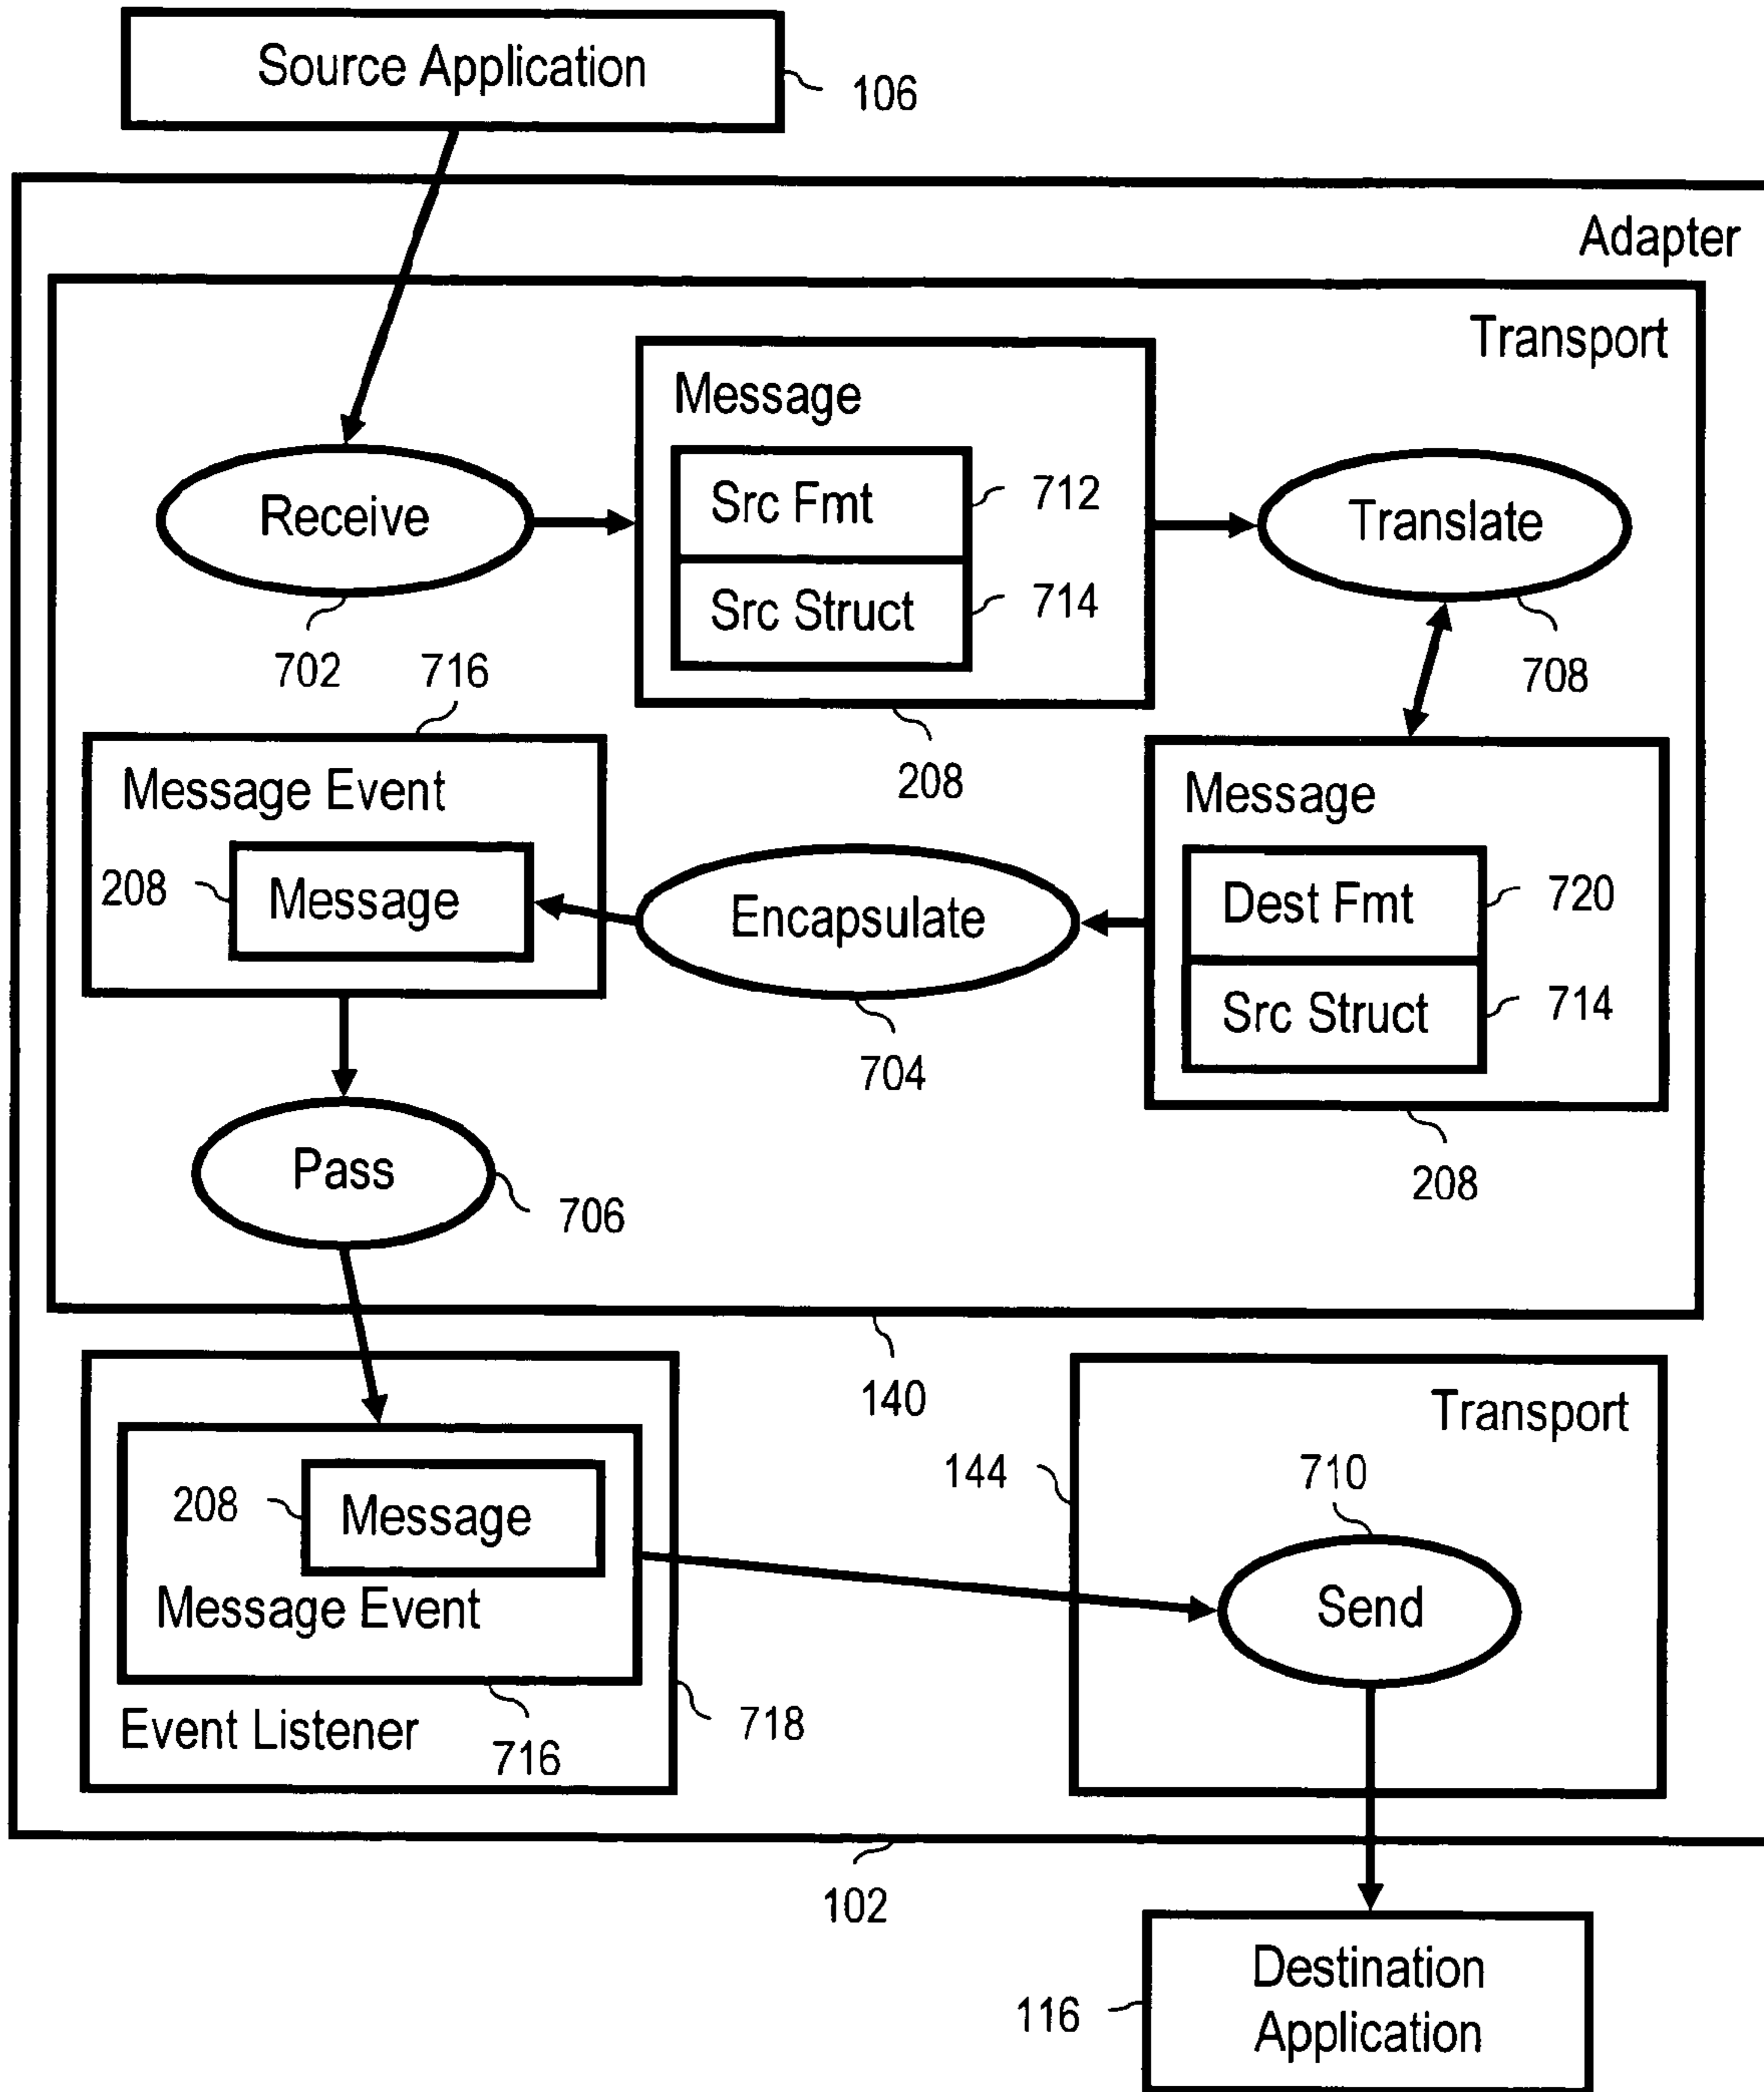 Source Application
106
Adapter
Transport
Message
Src Fmt
712
Src Struct
714
Receive
702
Translate
708
208
716
Message Event
208
Message
Encapsulate
704
Message
Dest Fmt
720
Src Struct
714
208
Pass
706
140
208
Message
Message Event
716
Event Listener
718
Transport
144
710
Send
102
116
Destination
Application